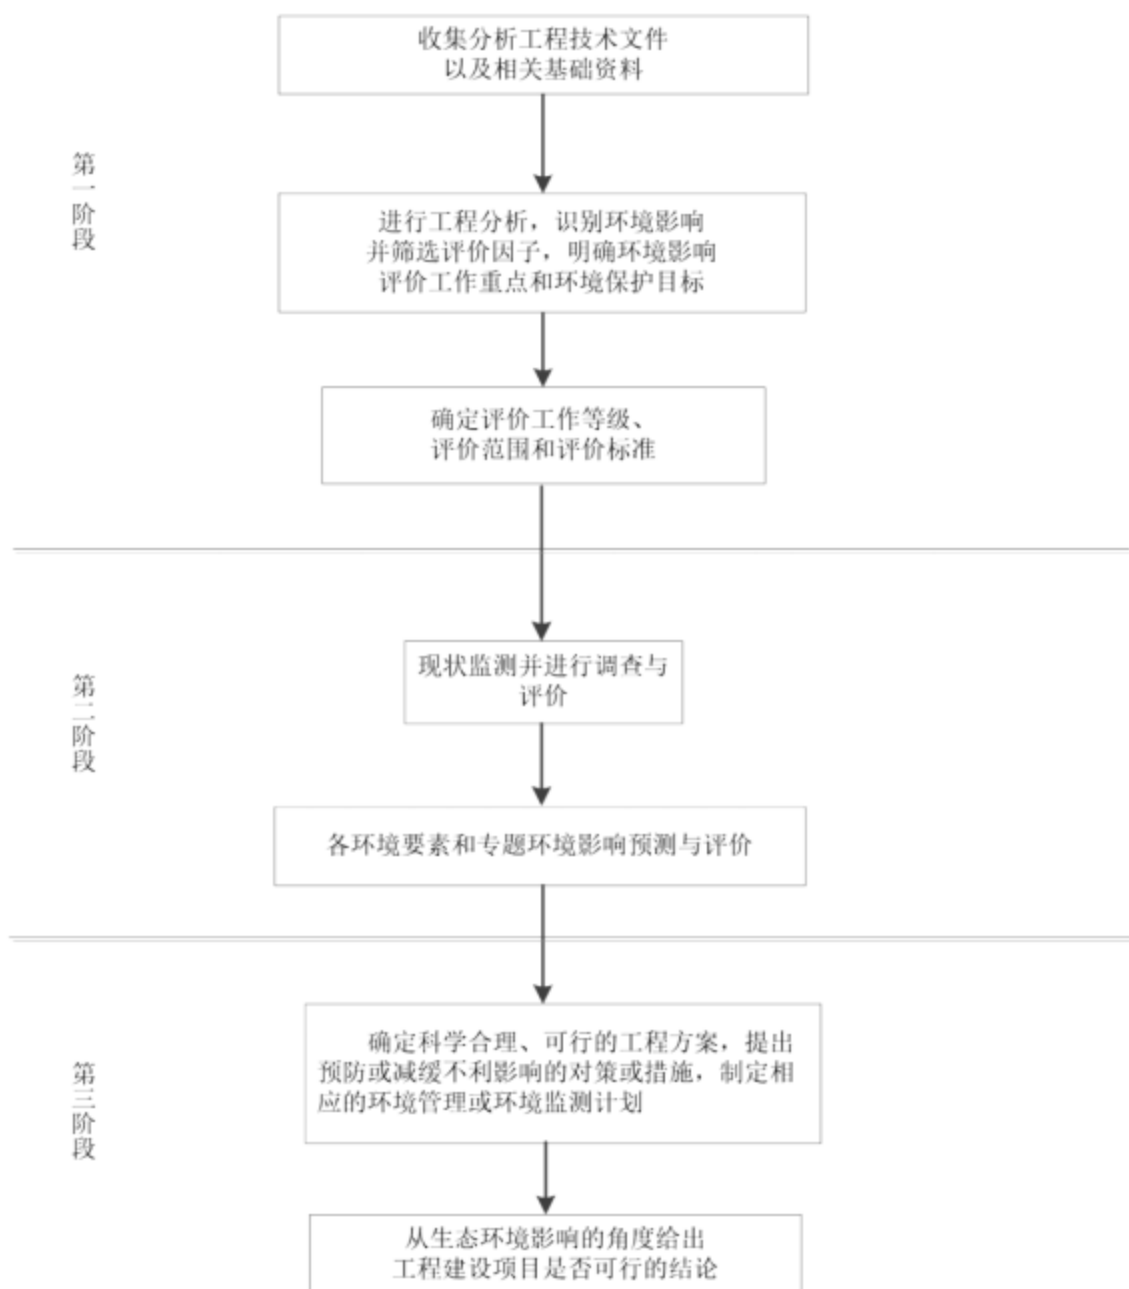 收集分析工程技术文件
以及相关基础资料
第一阶段
进行工程分析，识别环境影响
并筛选评价因子，明确环境影响
评价工作重点和环境保护目标
确定评价工作等级、
评价范围和评价标准
现状监测并进行调查与
评价
第二阶段
各环境要素和专题环境影响预测与评价
确定科学合理、可行的工程方案，提出
预防或减缓不利影响的对策或措施，制定相
应的环境管理或环境监测计划
第三阶段
从生态环境影响的角度给出
工程建设项目是否可行的结论